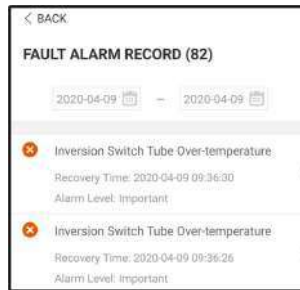 < BACK
FAULT ALARM RECORD (82)
2020-04-09 – 2020-04-09
Inversion Switch Tube Over-temperature
Recovery Time: 2020-04-09 09:36:30
Alarm Level: Important
Inversion Switch Tube Over-temperature
Recovery Time: 2020-04-09 09:36:26
Alarm Level: Important